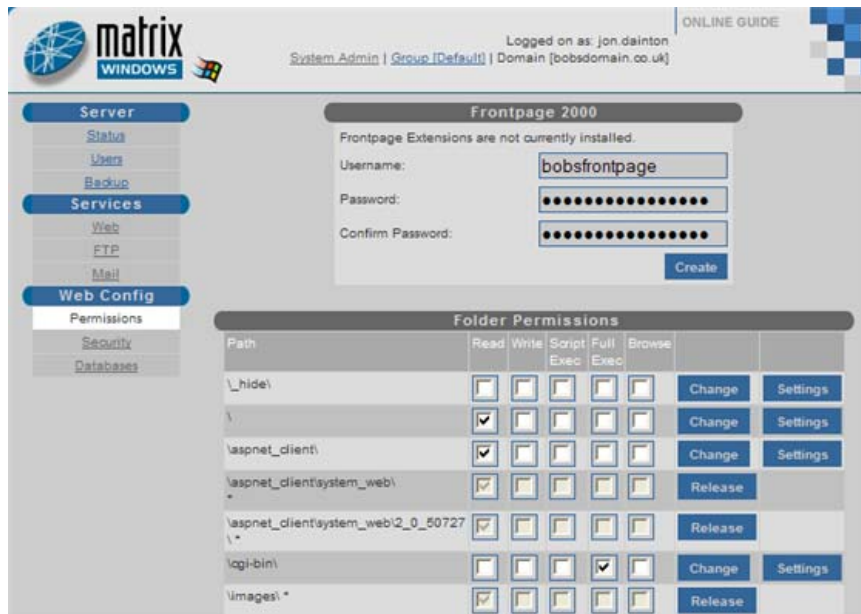 matrix
WINDOWS
ONLINE GUIDE
Logged on as: jon.dainton
System Admin | Group [Default] | Domain [bobsdomain.co.uk]
Server
Status
Users
Backup
Services
Web
FTP
Mail
Web Config
Permissions
Security
Databases
Frontpage 2000
Frontpage Extensions are not currently installed.
Username: bobsfrontpage
Password: ●●●●●●●●●●●●●●●●
Confirm Password: ●●●●●●●●●●●●●●●●
Create
Folder Permissions
Path Read Write Script Exec Full Exec Browse
\_hide\ Change Settings
\ Change Settings
\aspnet_client\ Change Settings
\aspnet_client\system_web\
* Release
\aspnet_client\system_web\2_0_50727
\ * Release
\cgi-bin\ Change Settings
\images\ * Release